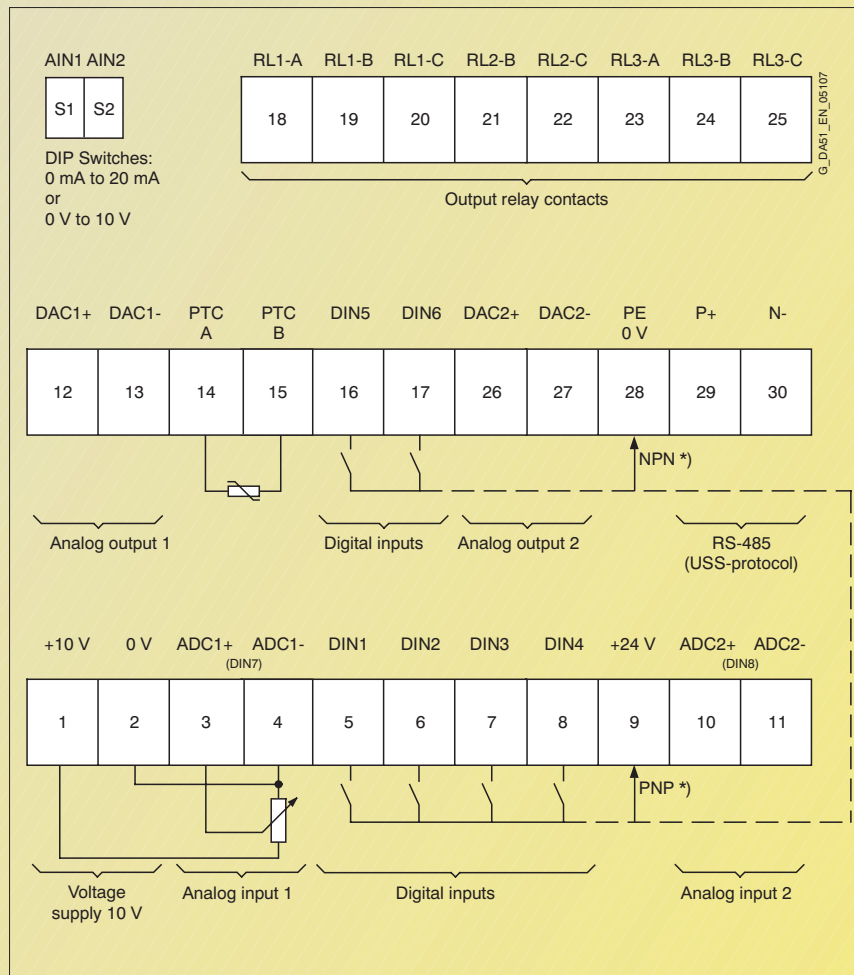 AIN1 AIN2
S1 S2
DIP Switches:
0 mA to 20 mA
or
0 V to 10 V
RL1-A RL1-B RL1-C RL2-B RL2-C RL3-A RL3-B RL3-C
18 19 20 21 22 23 24 25
Output relay contacts
G_DA51_EN_05107
DAC1+ DAC1- PTC A PTC B DIN5 DIN6 DAC2+ DAC2- PE 0 V P+ N-
12 13 14 15 16 17 26 27 28 29 30
NPN *)
Analog output 1
Digital inputs
Analog output 2
RS-485
(USS-protocol)
+10 V 0 V ADC1+ ADC1- DIN1 DIN2 DIN3 DIN4 +24 V ADC2+ ADC2-
(DIN7) (DIN8)
1 2 3 4 5 6 7 8 9 10 11
PNP *)
Voltage
supply 10 V
Analog input 1
Digital inputs
Analog input 2